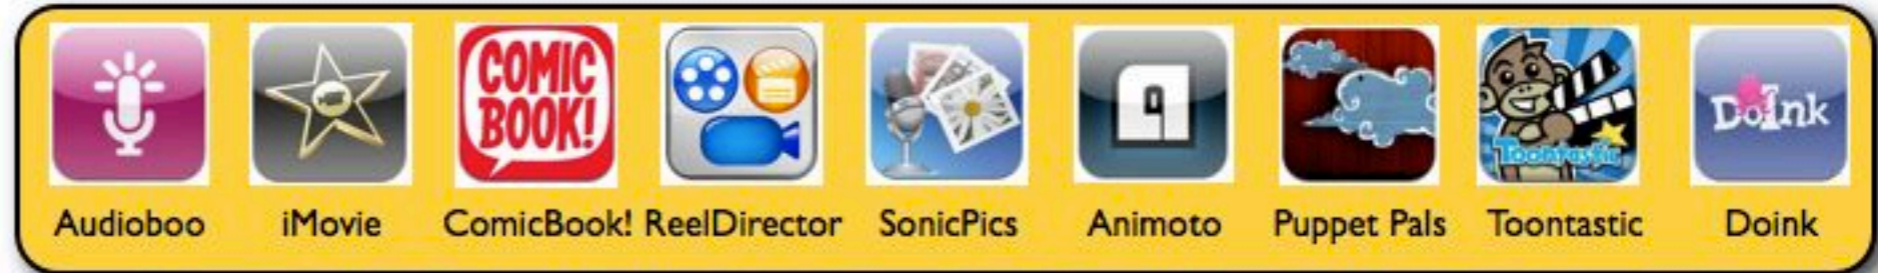 COMIC
BOOK!
Toontastic
DoInk
Audioboo iMovie ComicBook! ReelDirector SonicPics Animoto Puppet Pals Toontastic Doink